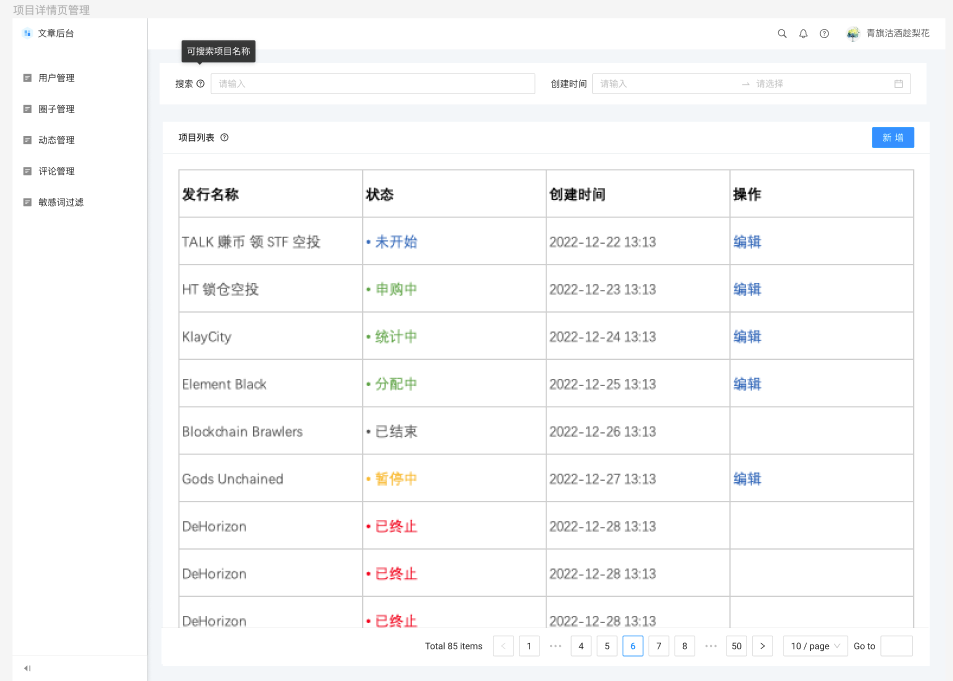 项目详情页管理
文章后台
青旅沽酒趁梨花
用户管理
圈子管理
动态管理
评论管理
敏感词过滤
可搜索项目名称
搜索 请输入 创建时间 请输入 → 请选择
项目列表 新增
发行名称 状态 创建时间 操作
TALK 赚币 领 STF 空投 • 未开始 2022-12-22 13:13 编辑
HT 锁仓空投 • 申购中 2022-12-23 13:13 编辑
KlayCity • 统计中 2022-12-24 13:13 编辑
Element Black • 分配中 2022-12-25 13:13 编辑
Blockchain Brawlers • 已结束 2022-12-26 13:13
Gods Unchained • 暂停中 2022-12-27 13:13 编辑
DeHorizon • 已终止 2022-12-28 13:13
DeHorizon • 已终止 2022-12-28 13:13
DeHorizon • 已终止 2022-12-28 13:13
Total 85 items < 1 ··· 4 5 6 7 8 ··· 50 > 10 / page Go to